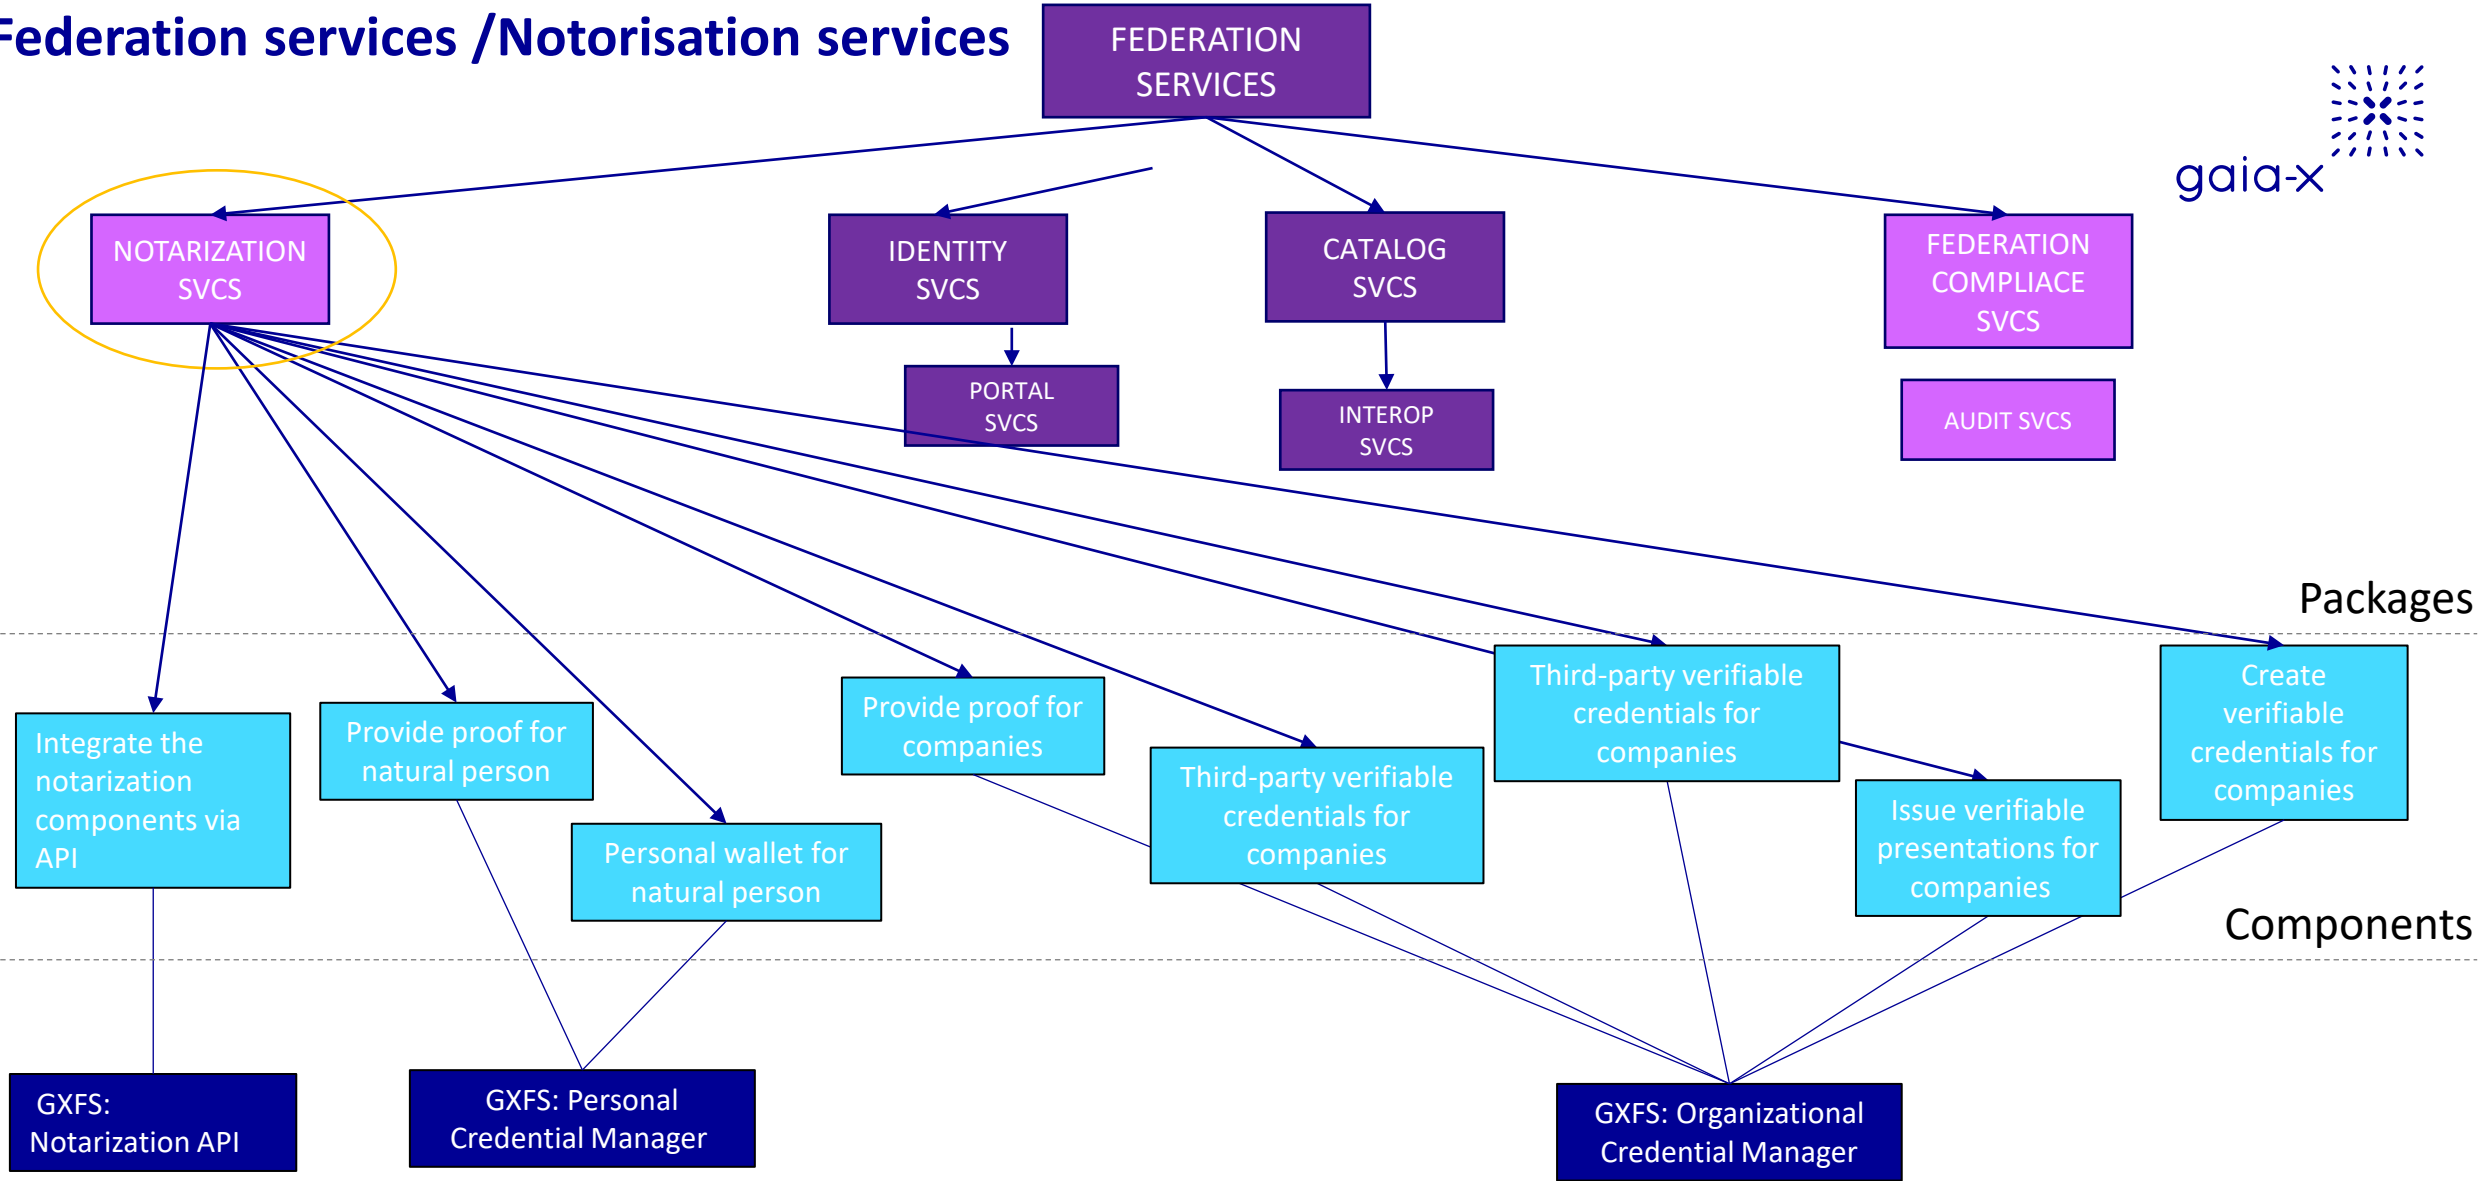 Federation services /Notorisation services
FEDERATION
SERVICES
gaia-x
NOTARIZATION
SVCS
IDENTITY
SVCS
CATALOG
SVCS
FEDERATION
COMPLIACE
SVCS
PORTAL
SVCS
INTEROP
SVCS
AUDIT SVCS
Packages
Integrate the
notarization
components via
API
Provide proof for
natural person
Personal wallet for
natural person
Provide proof for
companies
Third-party verifiable
credentials for
companies
Third-party verifiable
credentials for
companies
Issue verifiable
presentations for
companies
Create
verifiable
credentials for
companies
Components
GXFS:
Notarization API
GXFS: Personal
Credential Manager
GXFS: Organizational
Credential Manager